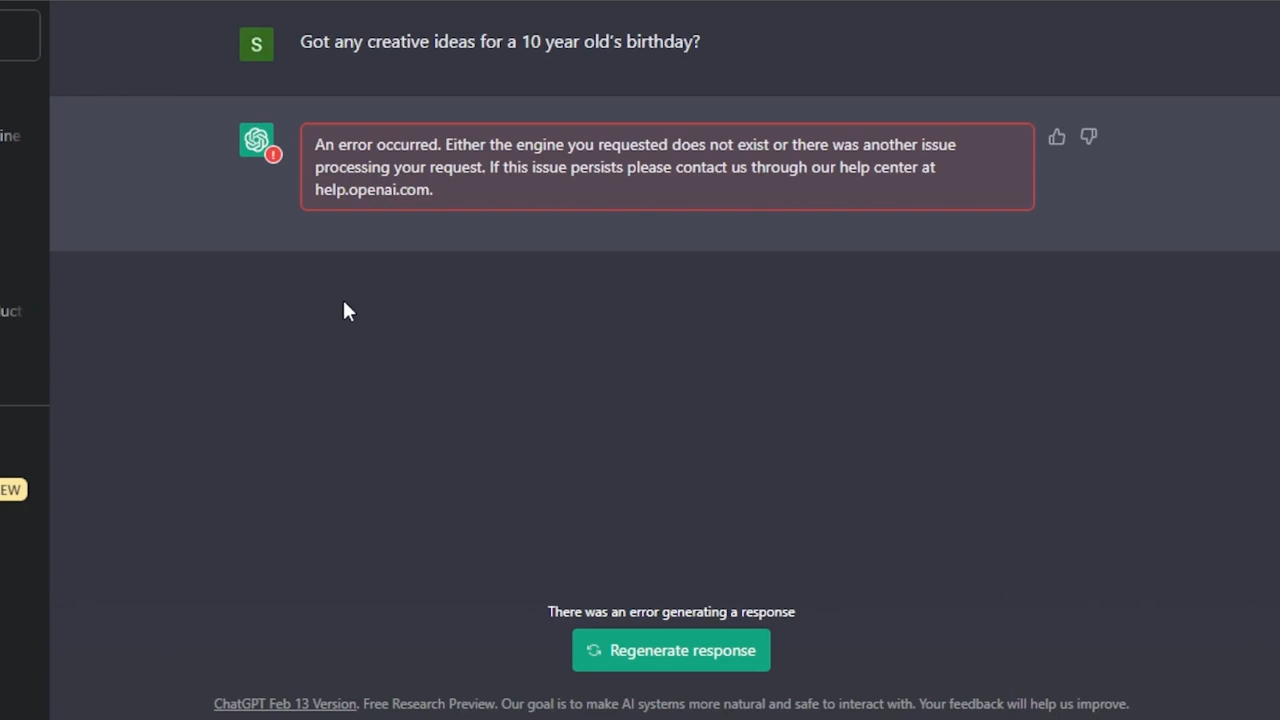 S
Got any creative ideas for a 10 year old's birthday?
ine
An error occurred. Either the engine you requested does not exist or there was another issue
processing your request. If this issue persists please contact us through our help center at
help.openai.com.
uct
EW
There was an error generating a response
Regenerate response
ChatGPT Feb 13 Version. Free Research Preview. Our goal is to make AI systems more natural and safe to interact with. Your feedback will help us improve.